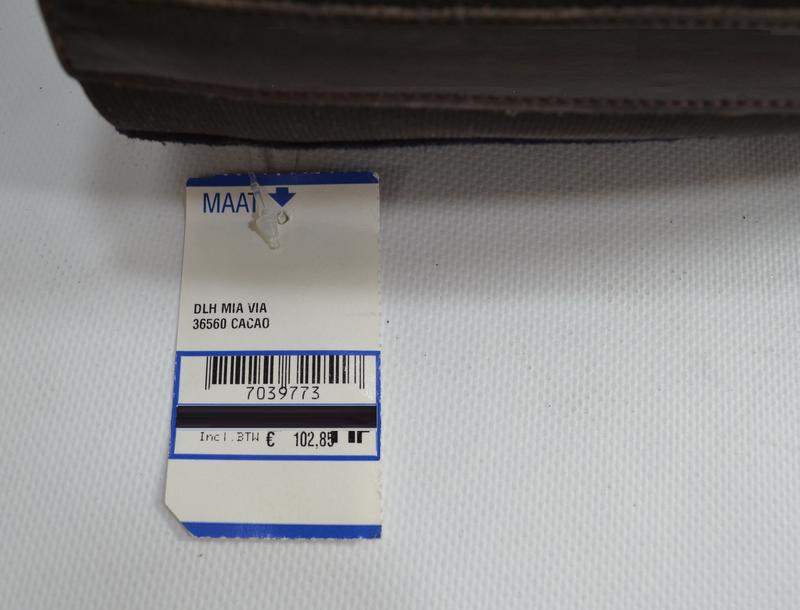 MAAT
DLH MIA VIA
36560 CACAO
7039773
Incl.BTW € 102,85